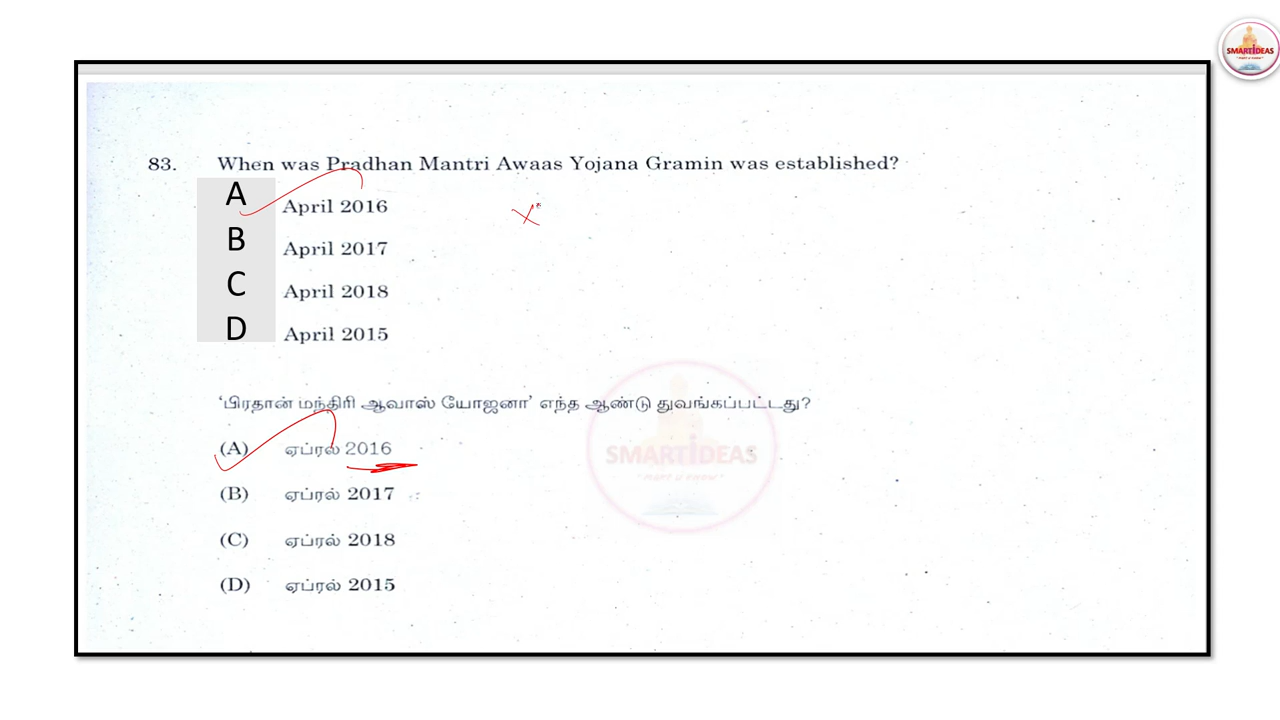 SMARTIDEAS
83. When was Pradhan Mantri Awaas Yojana Gramin was established?
A April 2016
B April 2017
C April 2018
D April 2015
‘பிரதான் மந்திரி ஆவாஸ் யோஜனா’ எந்த ஆண்டு துவங்கப்பட்டது?
(A) ஏப்ரல் 2016
SMARTIDEAS
(B) ஏப்ரல் 2017
(C) ஏப்ரல் 2018
(D) ஏப்ரல் 2015